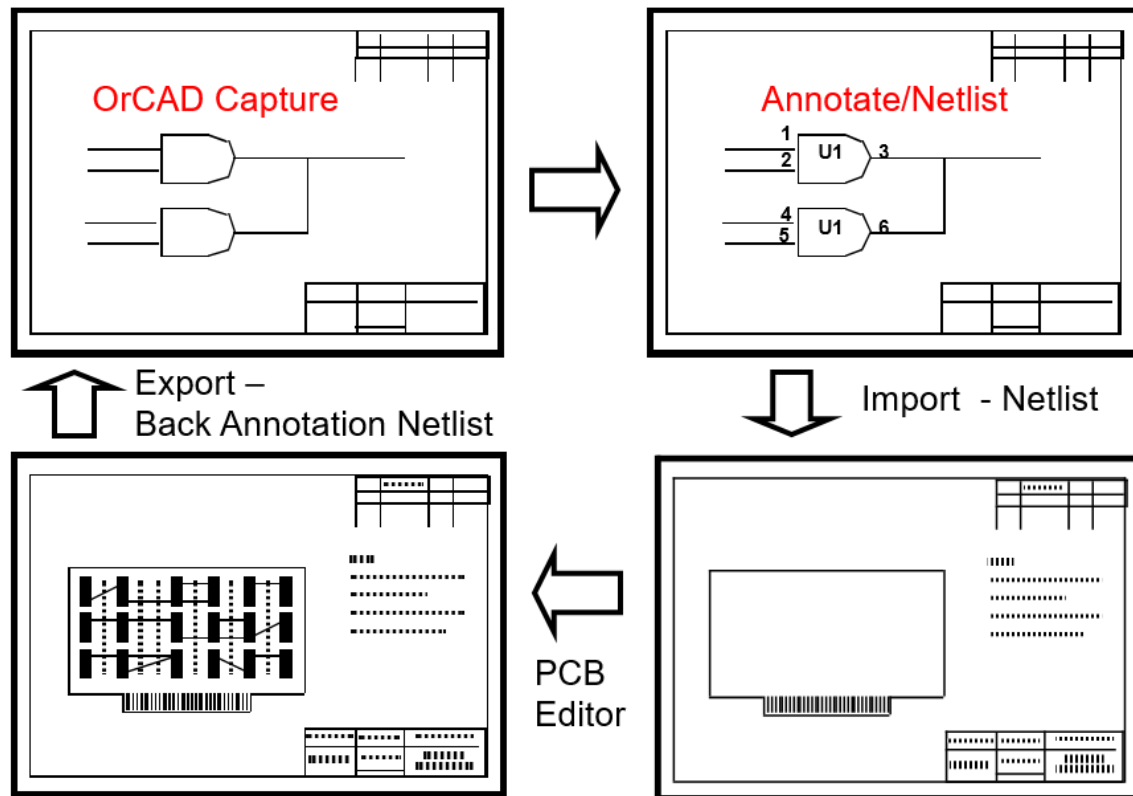 OrCAD Capture
Annotate/Netlist
1
2
U1
3
4
5
U1
6
Export –
Back Annotation Netlist
Import - Netlist
PCB
Editor